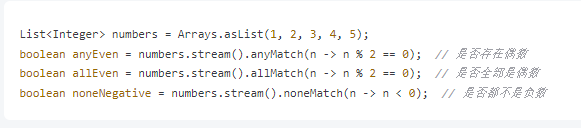 List<Integer> numbers = Arrays.asList(1, 2, 3, 4, 5);
boolean anyEven = numbers.stream().anyMatch(n -> n % 2 == 0);  // 是否存在偶数
boolean allEven = numbers.stream().allMatch(n -> n % 2 == 0);  // 是否全部是偶数
boolean noneNegative = numbers.stream().noneMatch(n -> n < 0);  // 是否都不是负数